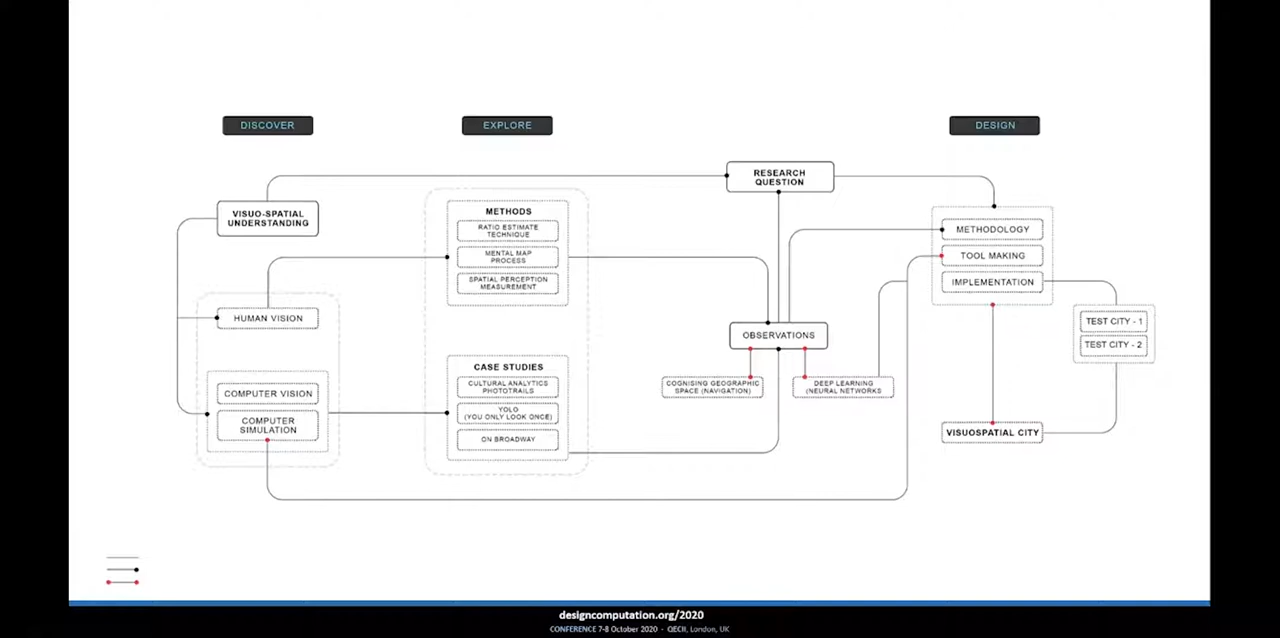 DISCOVER
EXPLORE
DESIGN
RESEARCH
QUESTION
VISUO-SPATIAL
UNDERSTANDING
METHODS
RATIO ESTIMATE
TECHNIQUE
MENTAL MAP
PROCESS
SPATIAL PERCEPTION
MEASUREMENT
METHODOLOGY
TOOL MAKING
IMPLEMENTATION
HUMAN VISION
TEST CITY - 1
TEST CITY - 2
OBSERVATIONS
CASE STUDIES
CULTURAL ANALYTICS
PHOTOTRAILS
YOLO
(YOU ONLY LOOK ONCE)
ON BROADWAY
COGNISING GEOGRAPHIC
SPACE (NAVIGATION)
DEEP LEARNING
(NEURAL NETWORKS
COMPUTER VISION
COMPUTER
SIMULATION
VISUOSPATIAL CITY
designcomputation.org/2020
CONFERENCE 7-8 October 2020 - QECII, London, UK